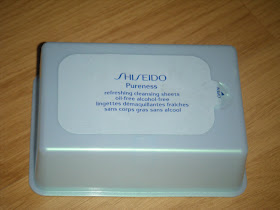 SHISEIDO
Pureness
refreshing cleansing sheets
oil-free alcohol-free
lingettes démaquillantes fraîches
sans corps gras sans alcool